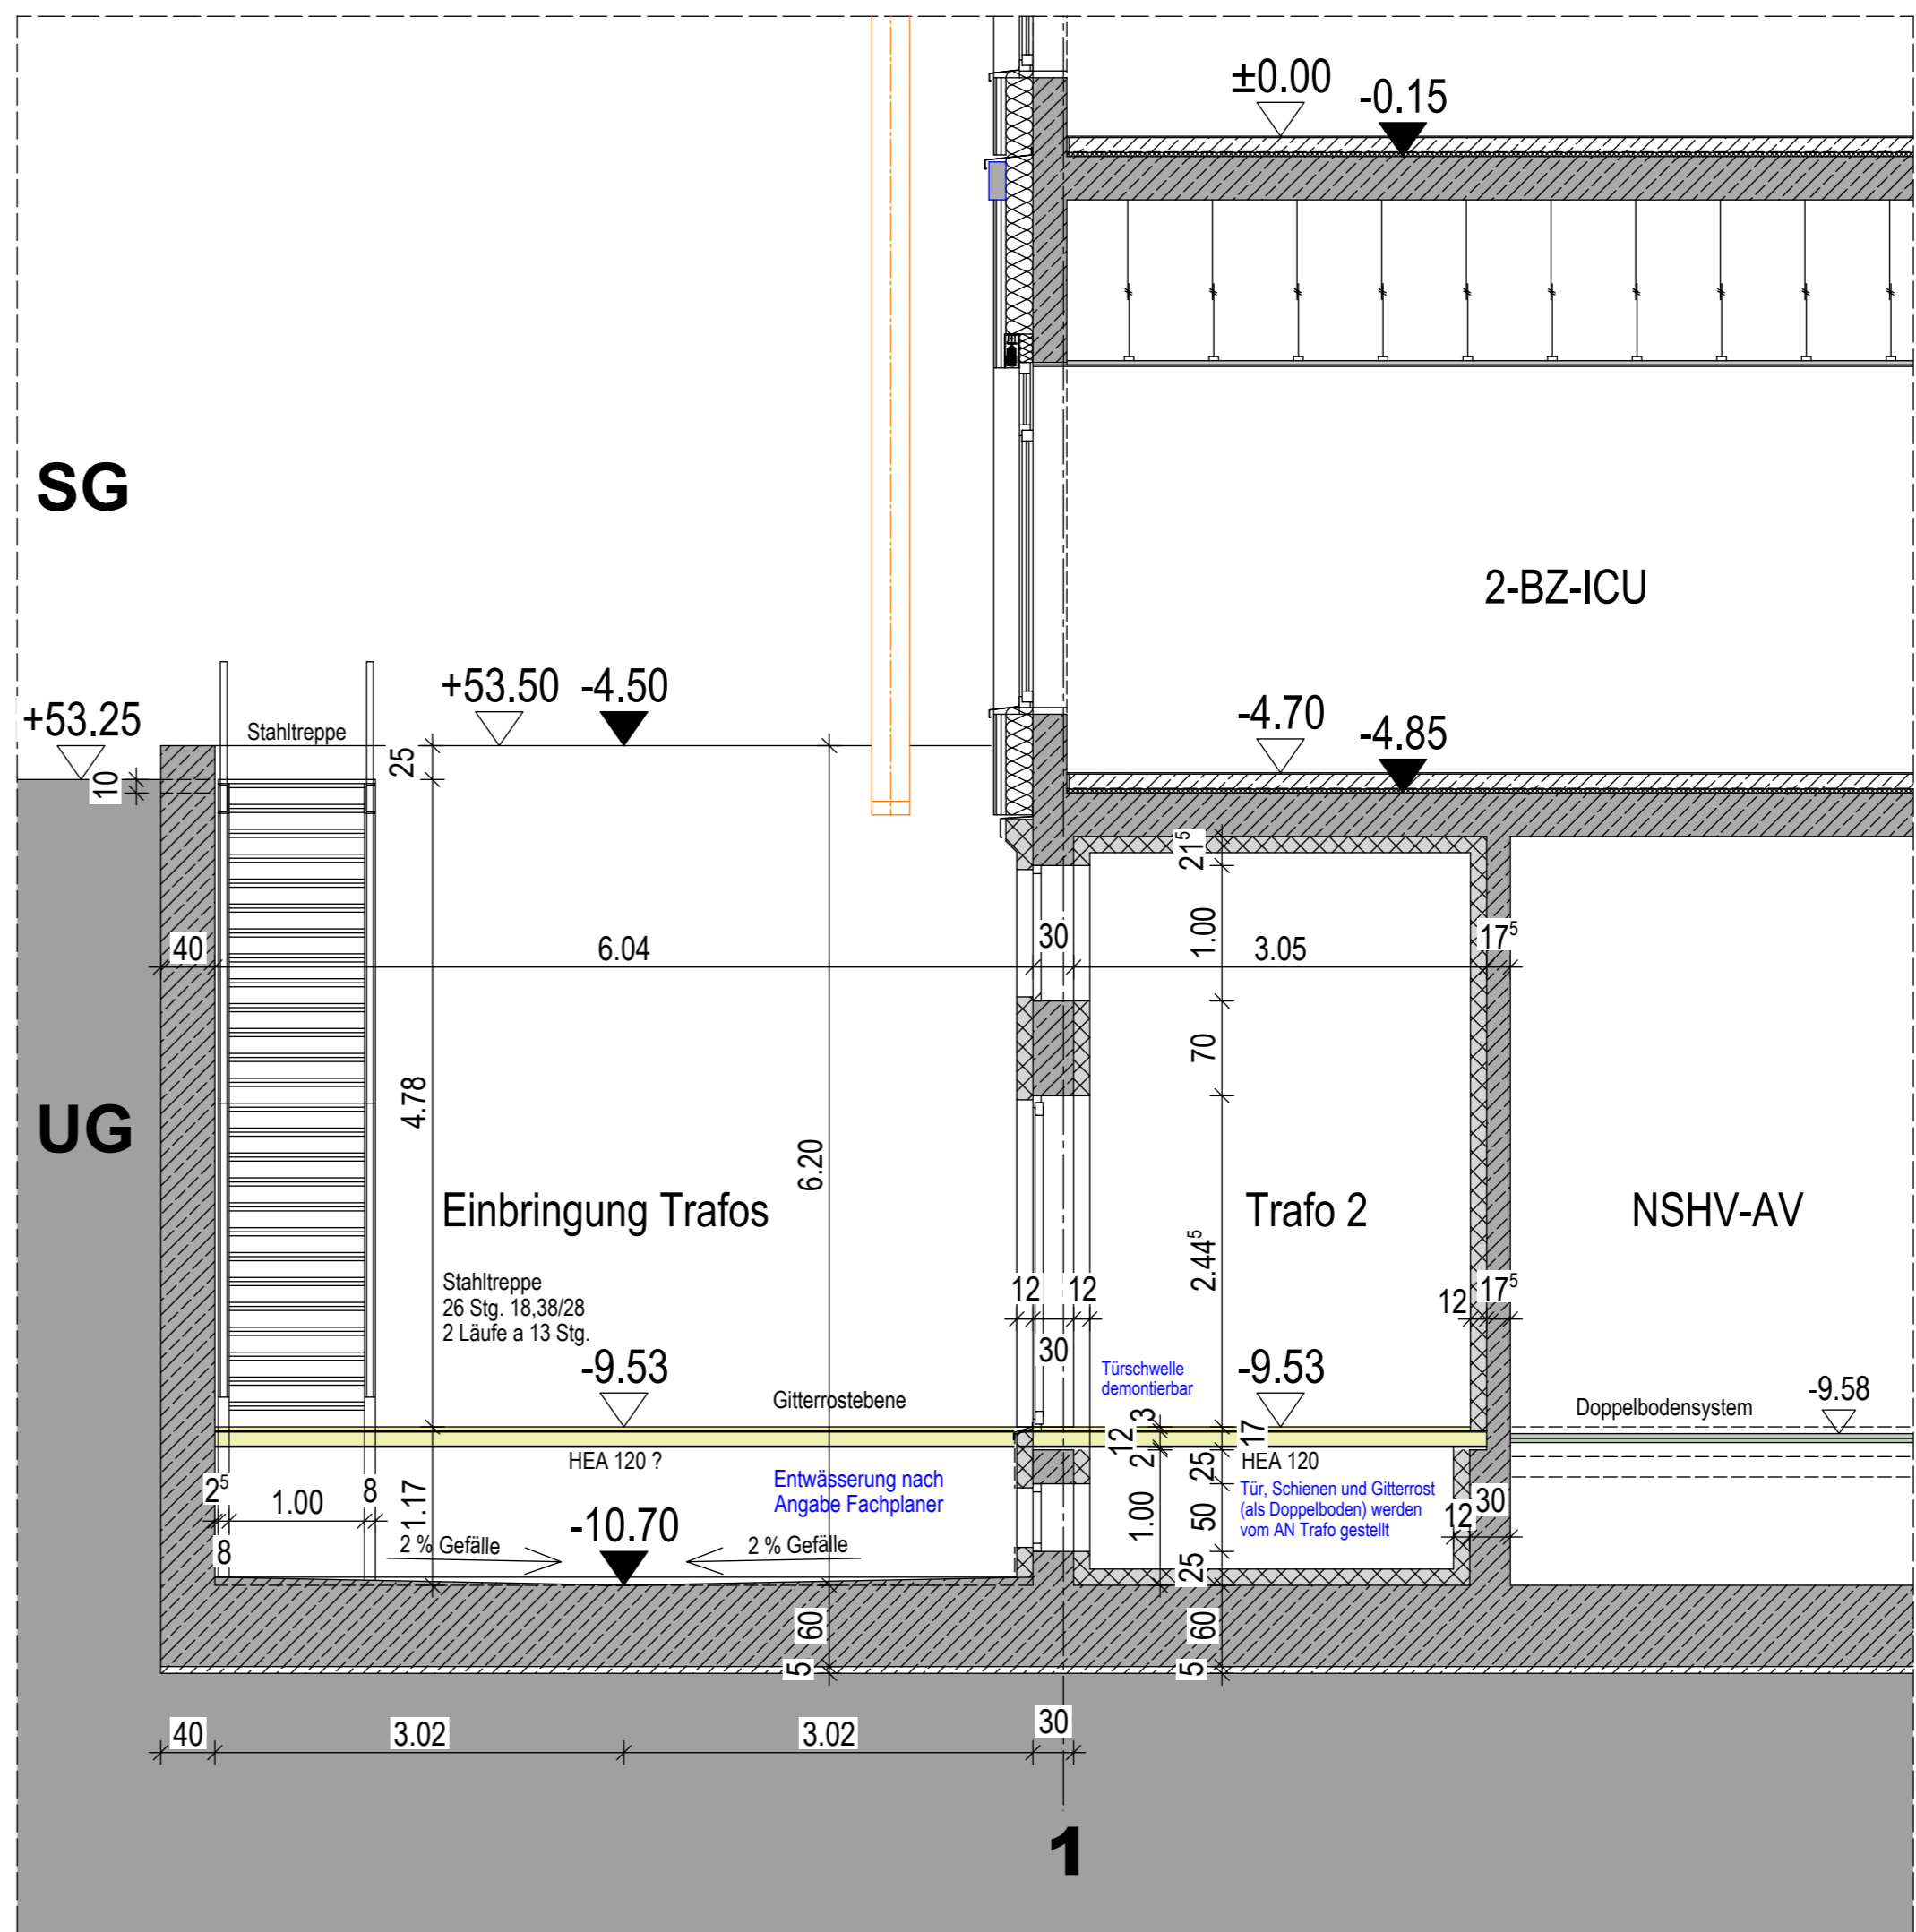 ±0.00
-0.15
SG
2-BZ-ICU
+53.25
Stahltreppe
+53.50
-4.50
-4.70
-4.85
10
25
21⁵
1.00
40
6.04
30
3.05
17⁵
70
4.78
UG
6.20
Einbringung Trafos
Trafo 2
NSHV-AV
2.44⁵
Stahltreppe
26 Stg. 18,38/28
2 Läufe a 13 Stg.
12
12
30
12
17⁵
-9.53
Gitterrostebene
Türschwelle
demontierbar
-9.53
Doppelbodensystem
-9.58
3
12
2
17
HEA 120 ?
HEA 120
25
Entwässerung nach
Angabe Fachplaner
Tür, Schienen und Gitterrost
(als Doppelboden) werden
vom AN Trafo gestellt
2⁵
1.00
8
8
1.17
-10.70
2 % Gefälle
2 % Gefälle
1.00
50
25
12
30
60
5
60
5
40
3.02
3.02
30
1